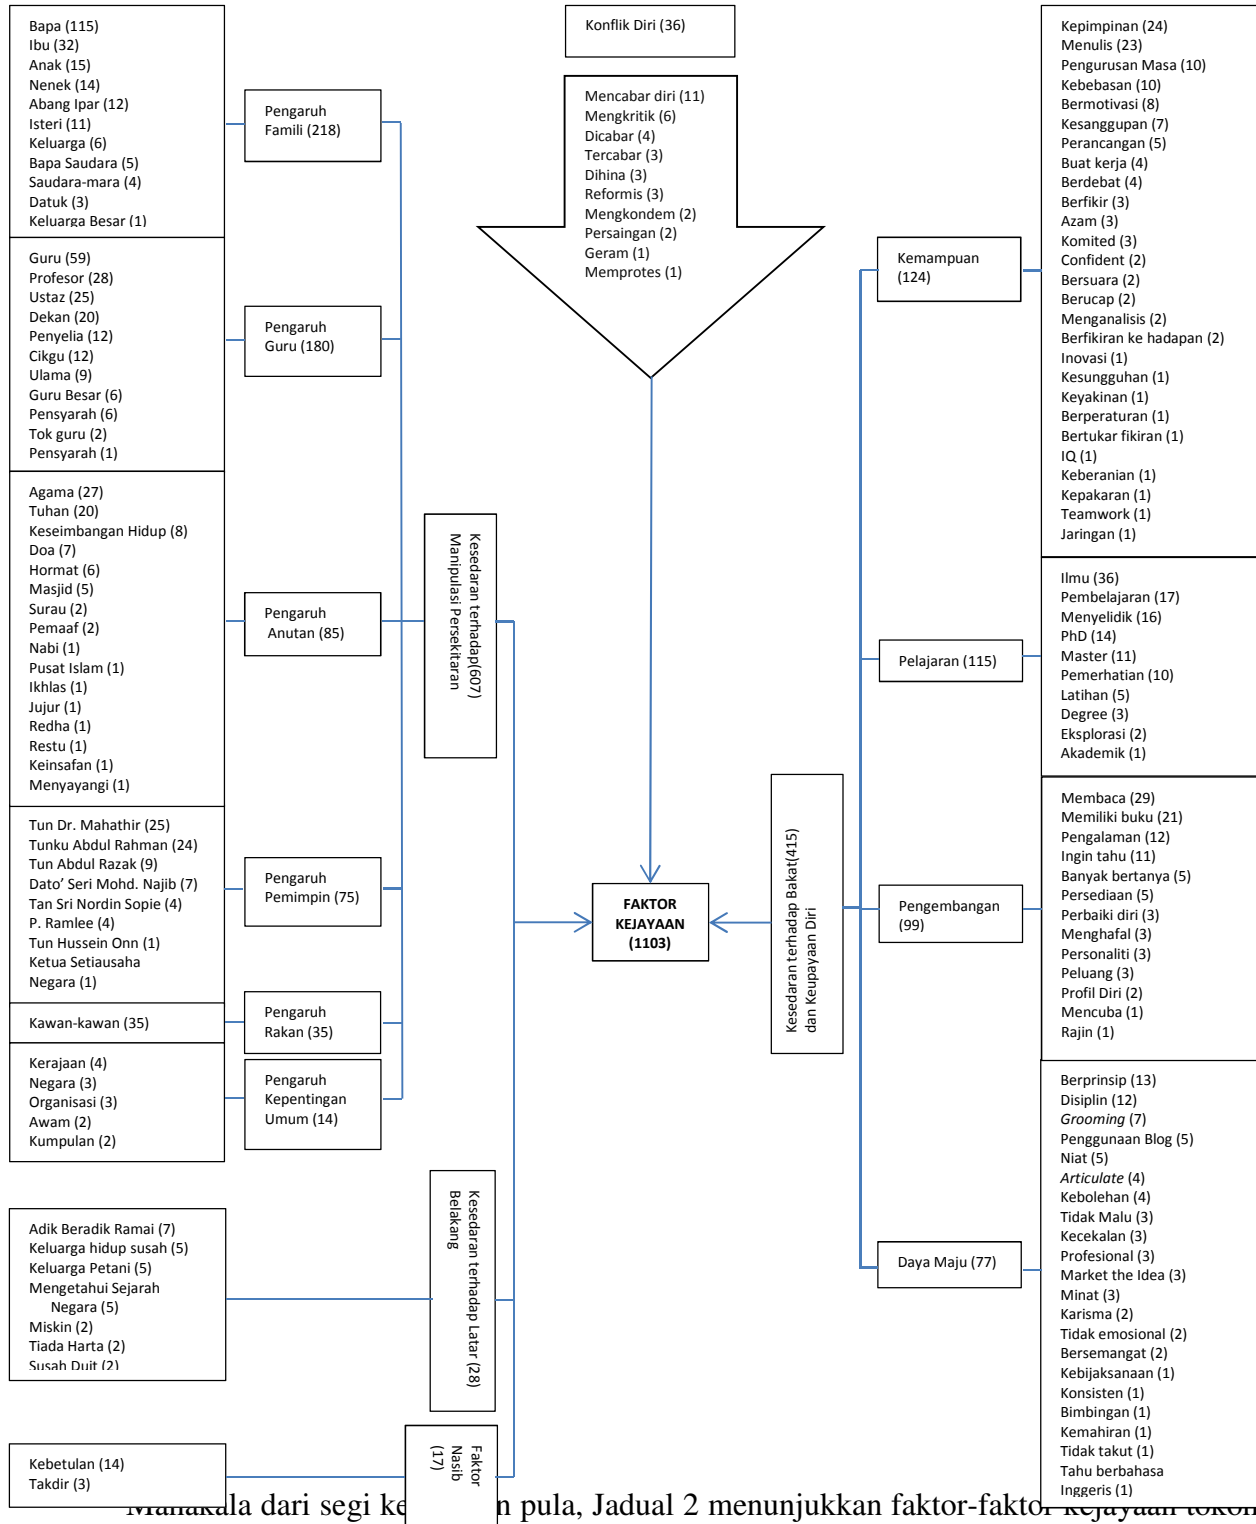 Bapa (115)
Ibu (32)
Anak (15)
Nenek (14)
Abang Ipar (12)
Isteri (11)
Keluarga (6)
Bapa Saudara (5)
Saudara-mara (4)
Datuk (3)
Keluarga Besar (1)
Guru (59)
Profesor (28)
Ustaz (25)
Dekan (20)
Penyelia (12)
Cikgu (12)
Ulama (9)
Guru Besar (6)
Pensyarah (6)
Tok guru (2)
Pensyarah (1)
Agama (27)
Tuhan (20)
Keseimbangan Hidup (8)
Doa (7)
Hormat (6)
Masjid (5)
Surau (2)
Pemaaf (2)
Nabi (1)
Pusat Islam (1)
Ikhlas (1)
Jujur (1)
Redha (1)
Restu (1)
Keinsafan (1)
Menyayangi (1)
Tun Dr. Mahathir (25)
Tunku Abdul Rahman (24)
Tun Abdul Razak (9)
Dato’ Seri Mohd. Najib (7)
Tan Sri Nordin Sopie (4)
P. Ramlee (4)
Tun Hussein Onn (1)
Ketua Setiausaha
Negara (1)
Kawan-kawan (35)
Kerajaan (4)
Negara (3)
Organisasi (3)
Awam (2)
Kumpulan (2)
Adik Beradik Ramai (7)
Keluarga hidup susah (5)
Keluarga Petani (5)
Mengetahui Sejarah
Negara (5)
Miskin (2)
Tiada Harta (2)
Susah Duit (2)
Kebetulan (14)
Takdir (3)
Pengaruh
Famili (218)
Pengaruh
Guru (180)
Pengaruh
Anutan (85)
Pengaruh
Pemimpin (75)
Pengaruh
Rakan (35)
Pengaruh
Kepentingan
Umum (14)
Kesedaran terhadap(607)
Manipulasi Persekitaran
Kesedaran terhadap Latar (28)
Belakang
Faktor
Nasib
(17)
Konflik Diri (36)
Mencabar diri (11)
Mengkritik (6)
Dicabar (4)
Tercabar (3)
Dihina (3)
Reformis (3)
Mengkondem (2)
Persaingan (2)
Geram (1)
Memprotes (1)
FAKTOR
KEJAYAAN
(1103)
Kesedaran terhadap Bakat(415)
dan Keupayaan Diri
Kemampuan
(124)
Pelajaran (115)
Pengembangan
(99)
Daya Maju (77)
Kepimpinan (24)
Menulis (23)
Pengurusan Masa (10)
Kebebasan (10)
Bermotivasi (8)
Kesanggupan (7)
Perancangan (5)
Buat kerja (4)
Berdebat (4)
Berfikir (3)
Azam (3)
Komited (3)
Confident (2)
Bersuara (2)
Berucap (2)
Menganalisis (2)
Berfikiran ke hadapan (2)
Inovasi (1)
Kesungguhan (1)
Keyakinan (1)
Berperaturan (1)
Bertukar fikiran (1)
IQ (1)
Keberanian (1)
Kepakaran (1)
Teamwork (1)
Jaringan (1)
Ilmu (36)
Pembelajaran (17)
Menyelidik (16)
PhD (14)
Master (11)
Pemerhatian (10)
Latihan (5)
Degree (3)
Eksplorasi (2)
Akademik (1)
Membaca (29)
Memiliki buku (21)
Pengalaman (12)
Ingin tahu (11)
Banyak bertanya (5)
Persediaan (5)
Perbaiki diri (3)
Menghafal (3)
Personaliti (3)
Peluang (3)
Profil Diri (2)
Mencuba (1)
Rajin (1)
Berprinsip (13)
Disiplin (12)
Grooming (7)
Penggunaan Blog (5)
Niat (5)
Articulate (4)
Kebolehan (4)
Tidak Malu (3)
Kecekalan (3)
Profesional (3)
Market the Idea (3)
Minat (3)
Karisma (2)
Tidak emosional (2)
Bersemangat (2)
Kebijaksanaan (1)
Konsisten (1)
Bimbingan (1)
Kemahiran (1)
Tidak takut (1)
Tahu berbahasa
Inggeris (1)
Manakala dari segi pula, Jadual 2 menunjukkan faktor-faktor kejayaan tokoh